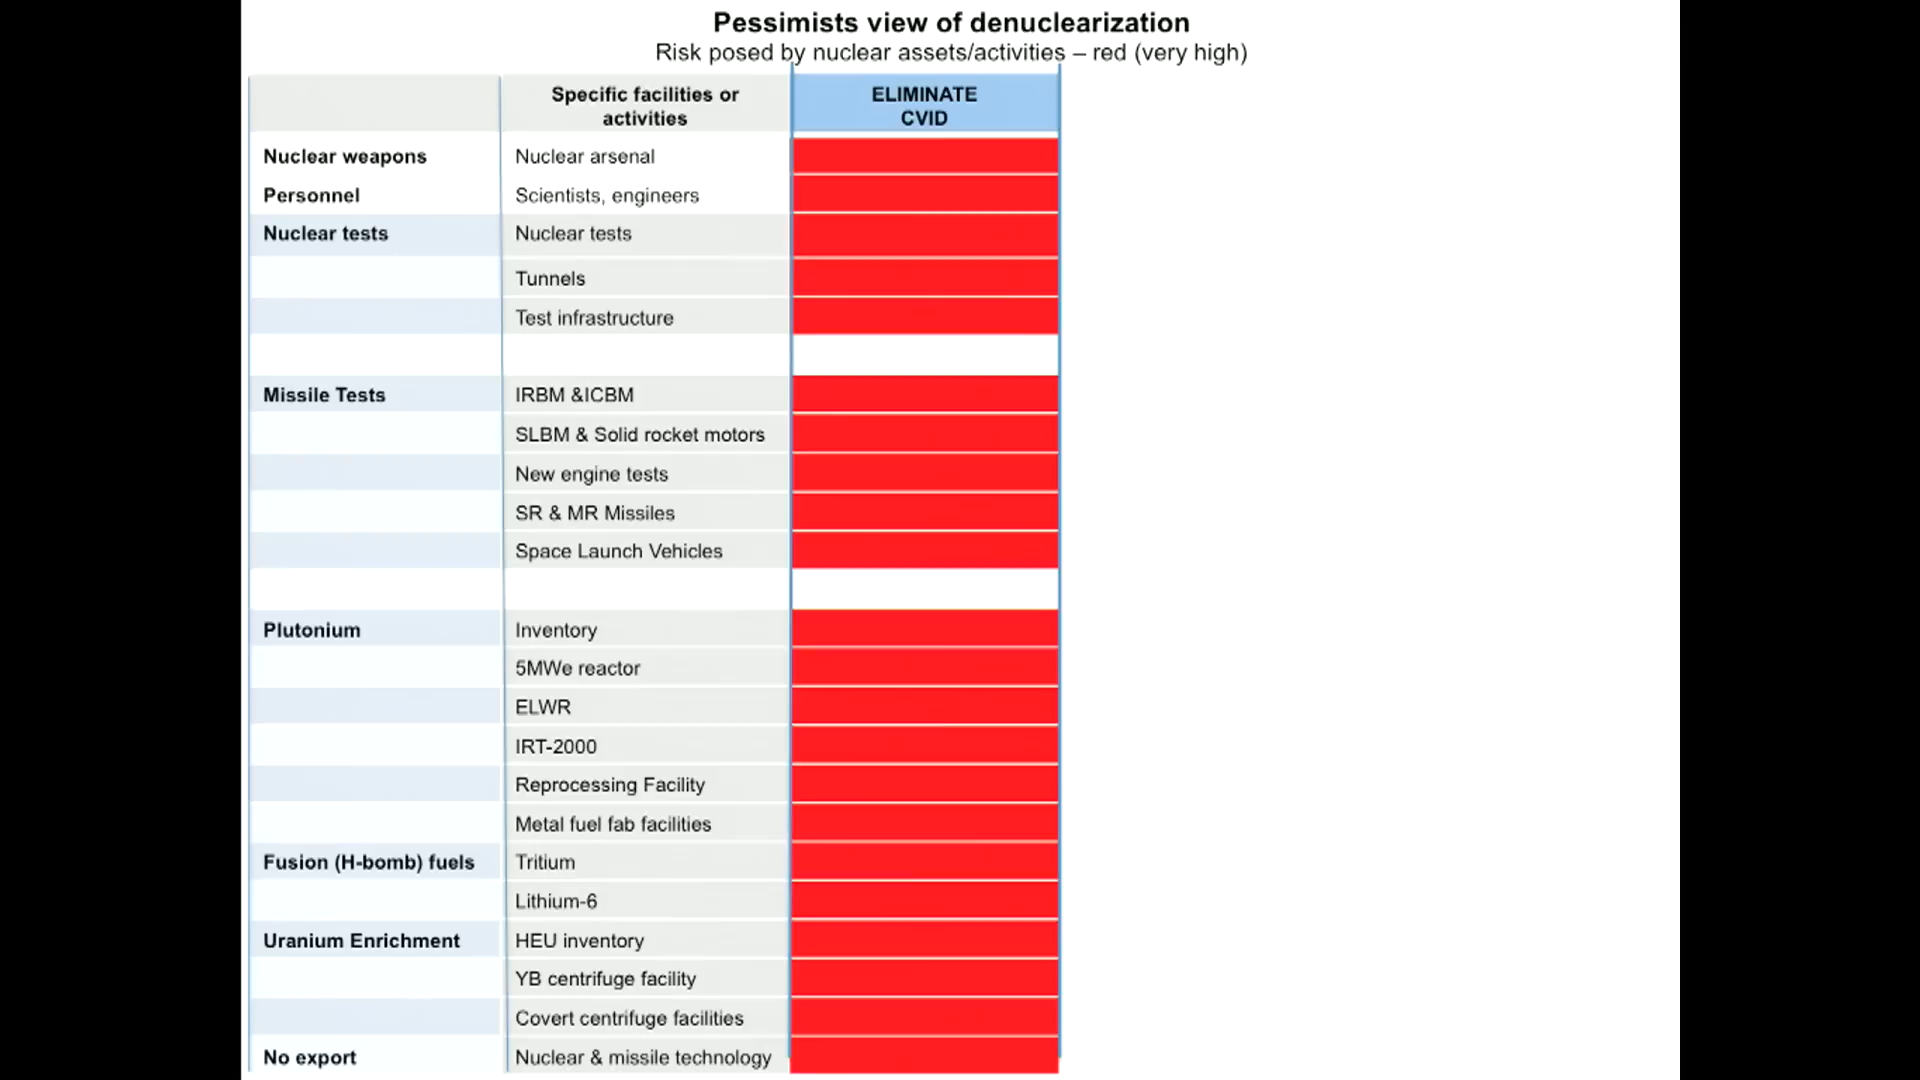 Pessimists view of denuclearization
Risk posed by nuclear assets/activities – red (very high)
Specific facilities or
activities
ELIMINATE
CVID
Nuclear weapons
Nuclear arsenal
Personnel
Scientists, engineers
Nuclear tests
Nuclear tests
Tunnels
Test infrastructure
Missile Tests
IRBM &ICBM
SLBM & Solid rocket motors
New engine tests
SR & MR Missiles
Space Launch Vehicles
Plutonium
Inventory
5MWe reactor
ELWR
IRT-2000
Reprocessing Facility
Metal fuel fab facilities
Fusion (H-bomb) fuels
Tritium
Lithium-6
Uranium Enrichment
HEU inventory
YB centrifuge facility
Covert centrifuge facilities
No export
Nuclear & missile technology